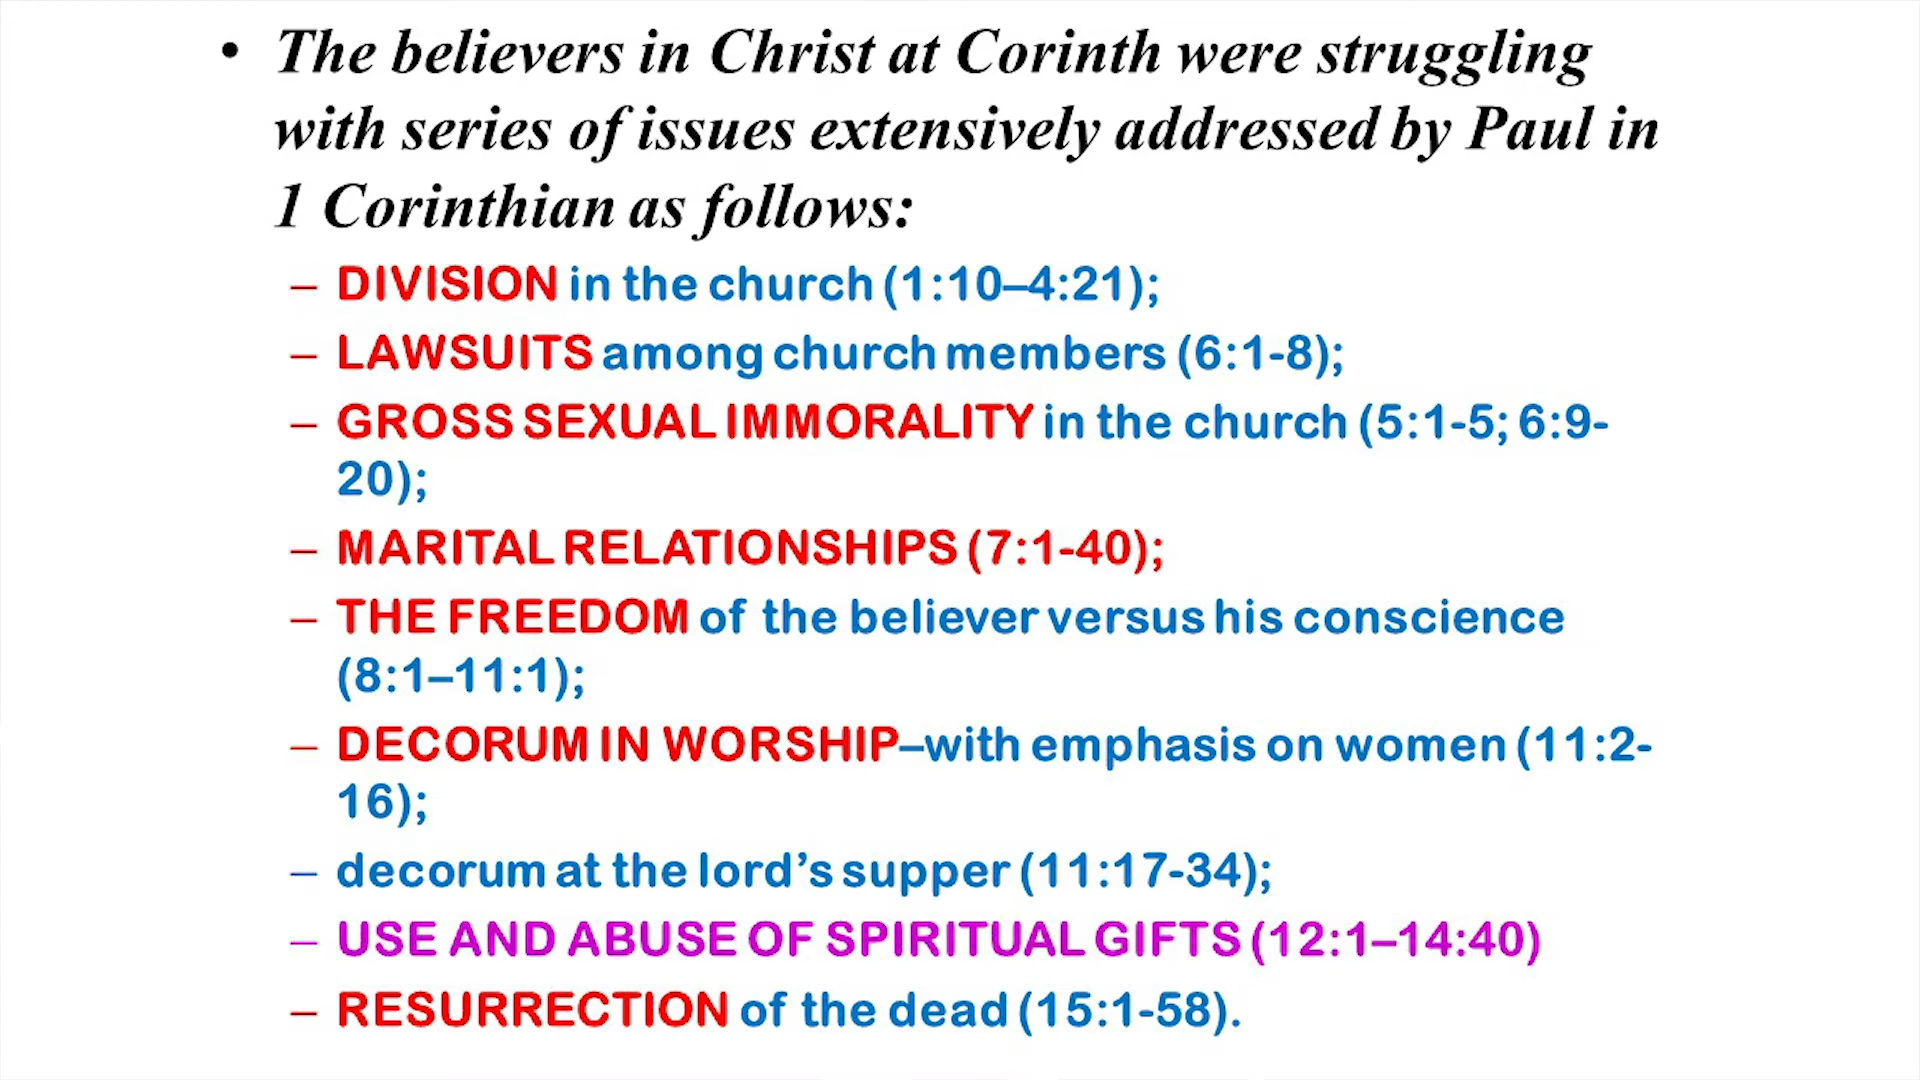 • The believers in Christ at Corinth were struggling
with series of issues extensively addressed by Paul in
1 Corinthian as follows:
– DIVISION in the church (1:10–4:21);
– LAWSUITS among church members (6:1-8);
– GROSS SEXUAL IMMORALITY in the church (5:1-5; 6:9-
20);
– MARITAL RELATIONSHIPS (7:1-40);
– THE FREEDOM of the believer versus his conscience
(8:1–11:1);
– DECORUM IN WORSHIP–with emphasis on women (11:2-
16);
– decorum at the lord’s supper (11:17-34);
– USE AND ABUSE OF SPIRITUAL GIFTS (12:1–14:40)
– RESURRECTION of the dead (15:1-58).